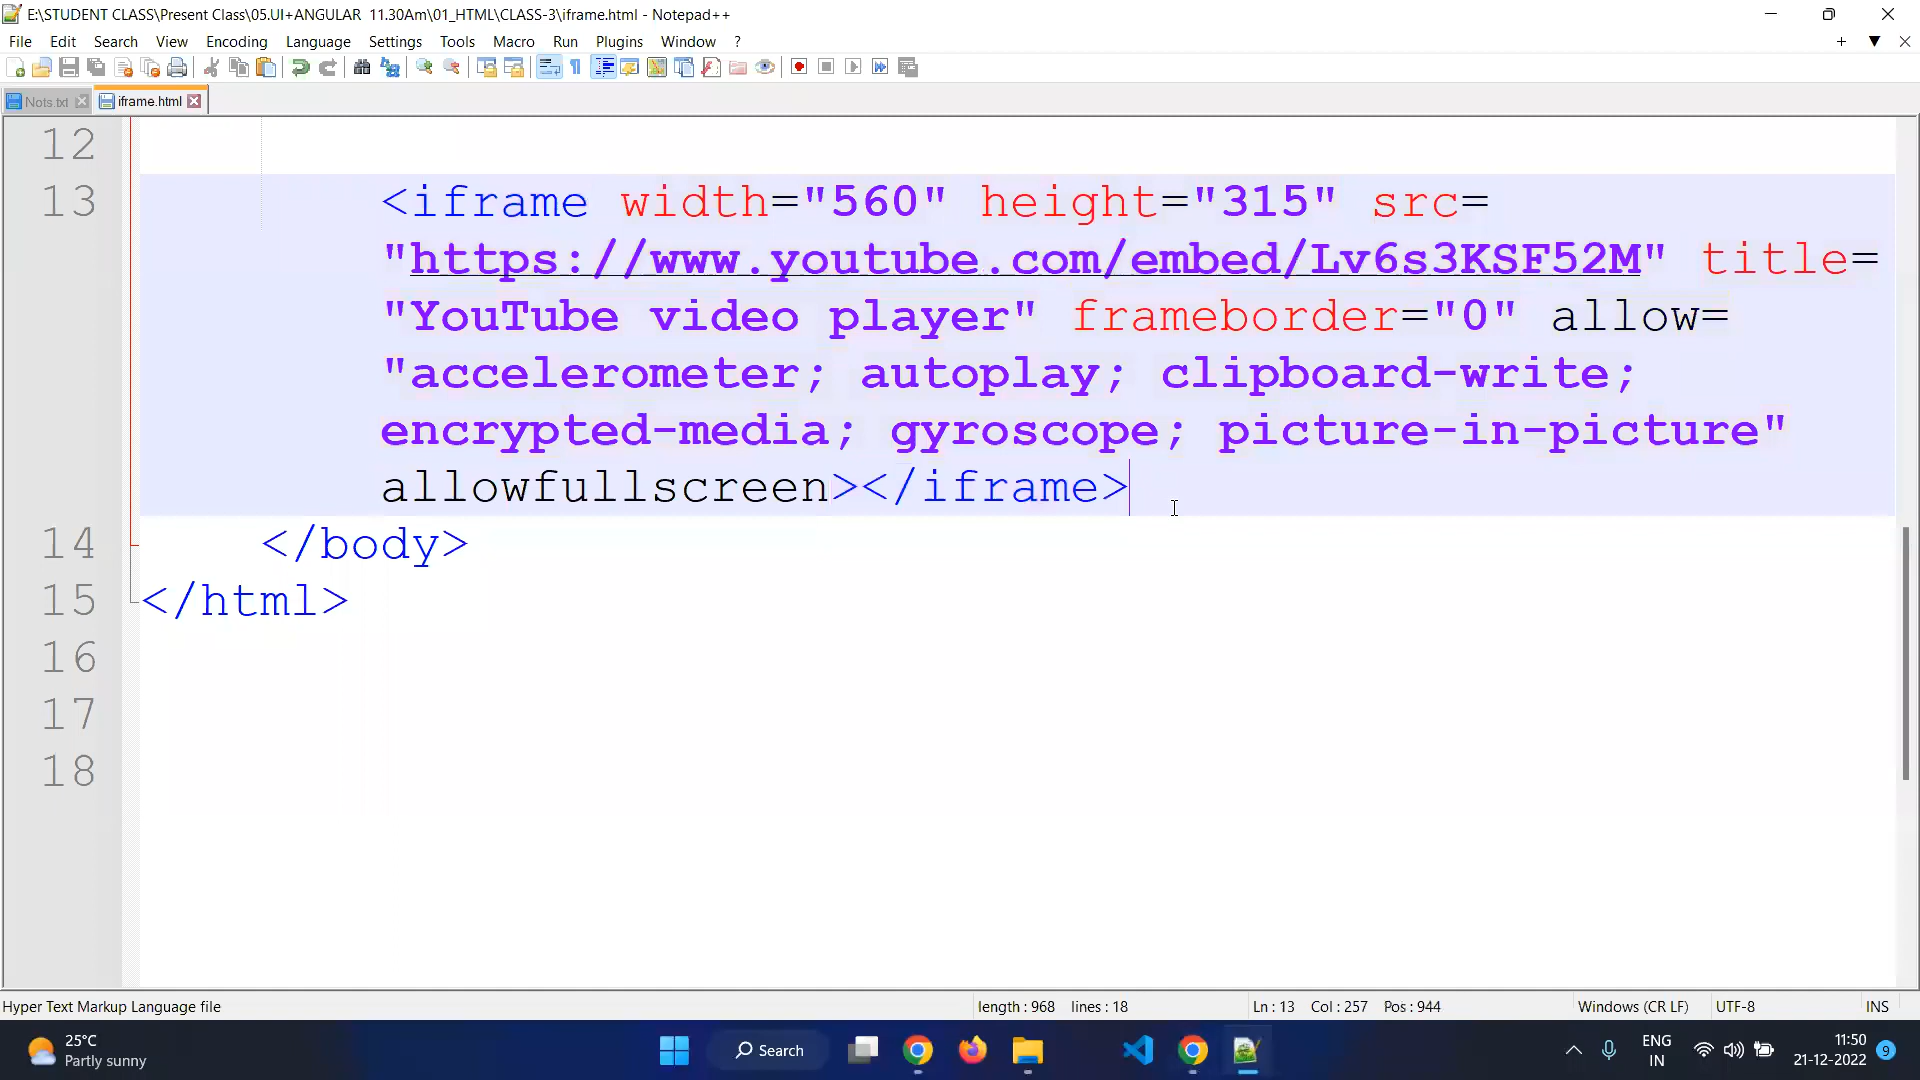 E:\STUDENT CLASS\Present Class\05.UI+ANGULAR  11.30Am\01_HTML\CLASS-3\iframe.html - Notepad++
File Edit Search View Encoding Language Settings Tools Macro Run Plugins Window ?
Nots.txt iframe.html
12
13 <iframe width="560" height="315" src=
"https://www.youtube.com/embed/Lv6s3KSF52M" title=
"YouTube video player" frameborder="0" allow=
"accelerometer; autoplay; clipboard-write;
encrypted-media; gyroscope; picture-in-picture"
allowfullscreen></iframe>
14 </body>
15 </html>
16
17
18
Hyper Text Markup Language file length : 968 lines : 18 Ln : 13 Col : 257 Pos : 944 Windows (CR LF) UTF-8 INS
25°C
Partly sunny
Search
ENG
IN
11:50
21-12-2022
9